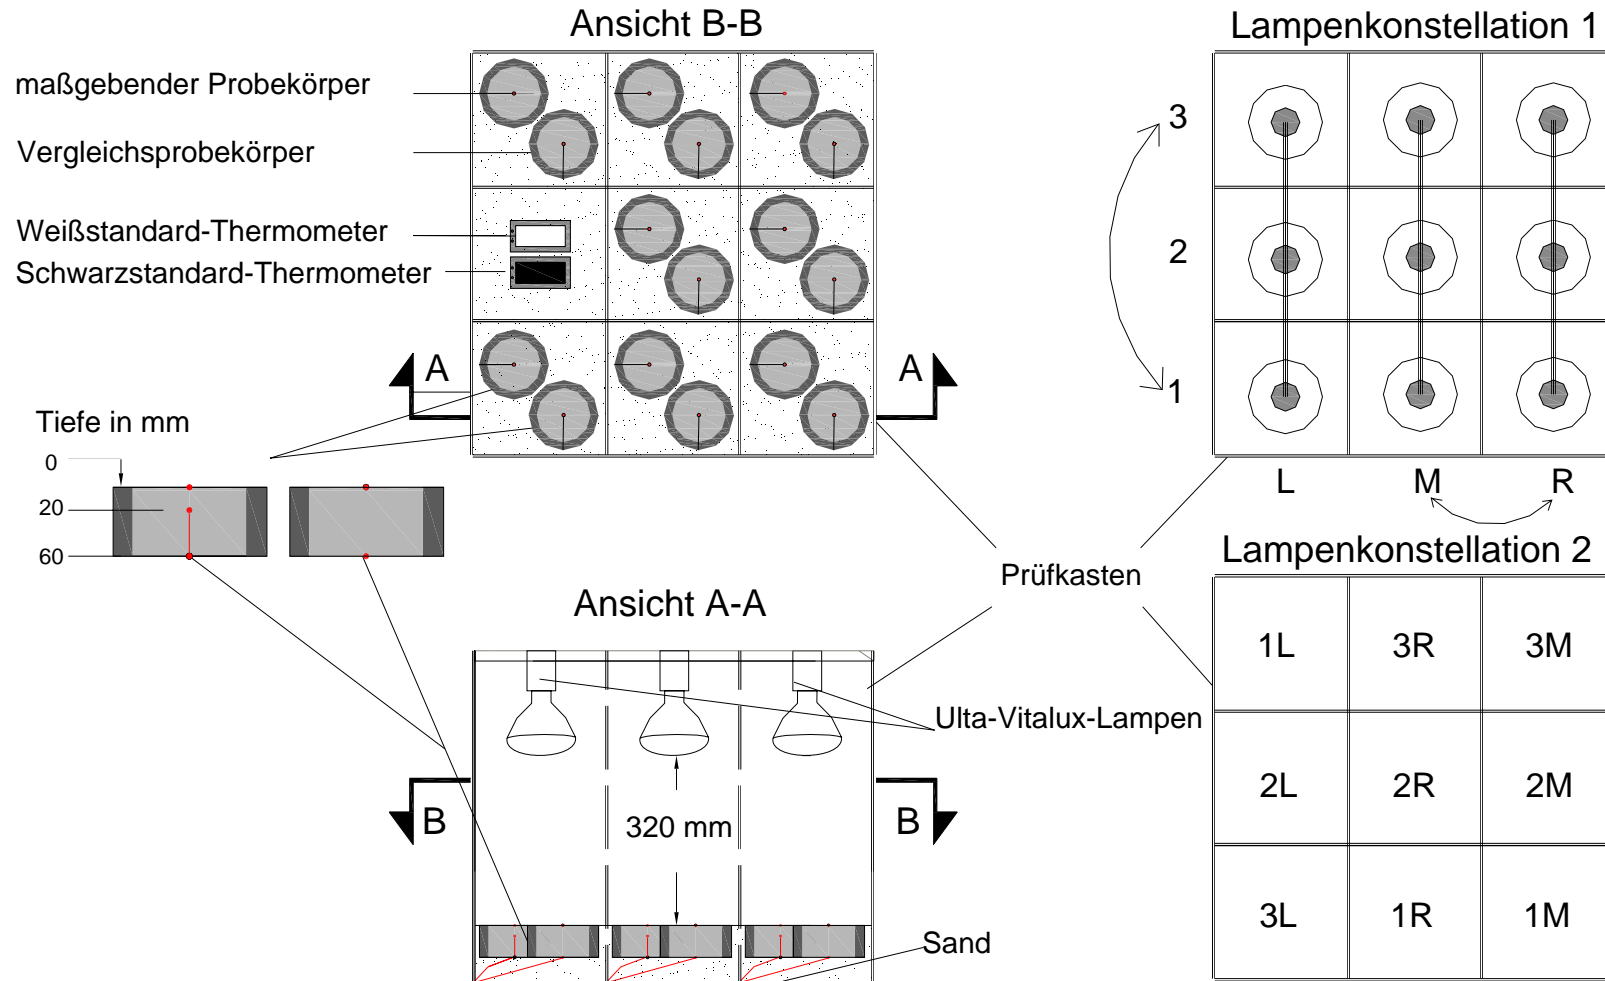 Ansicht B-B
Lampenkonstellation 1
maßgebender Probekörper
Vergleichsprobekörper
Weißstandard-Thermometer
Schwarzstandard-Thermometer
A
A
3
2
1
L
M
R
Tiefe in mm
0
20
60
Lampenkonstellation 2
Prüfkasten
Ansicht A-A
Ulta-Vitalux-Lampen
B
B
320 mm
Sand
1L
3R
3M
2L
2R
2M
3L
1R
1M